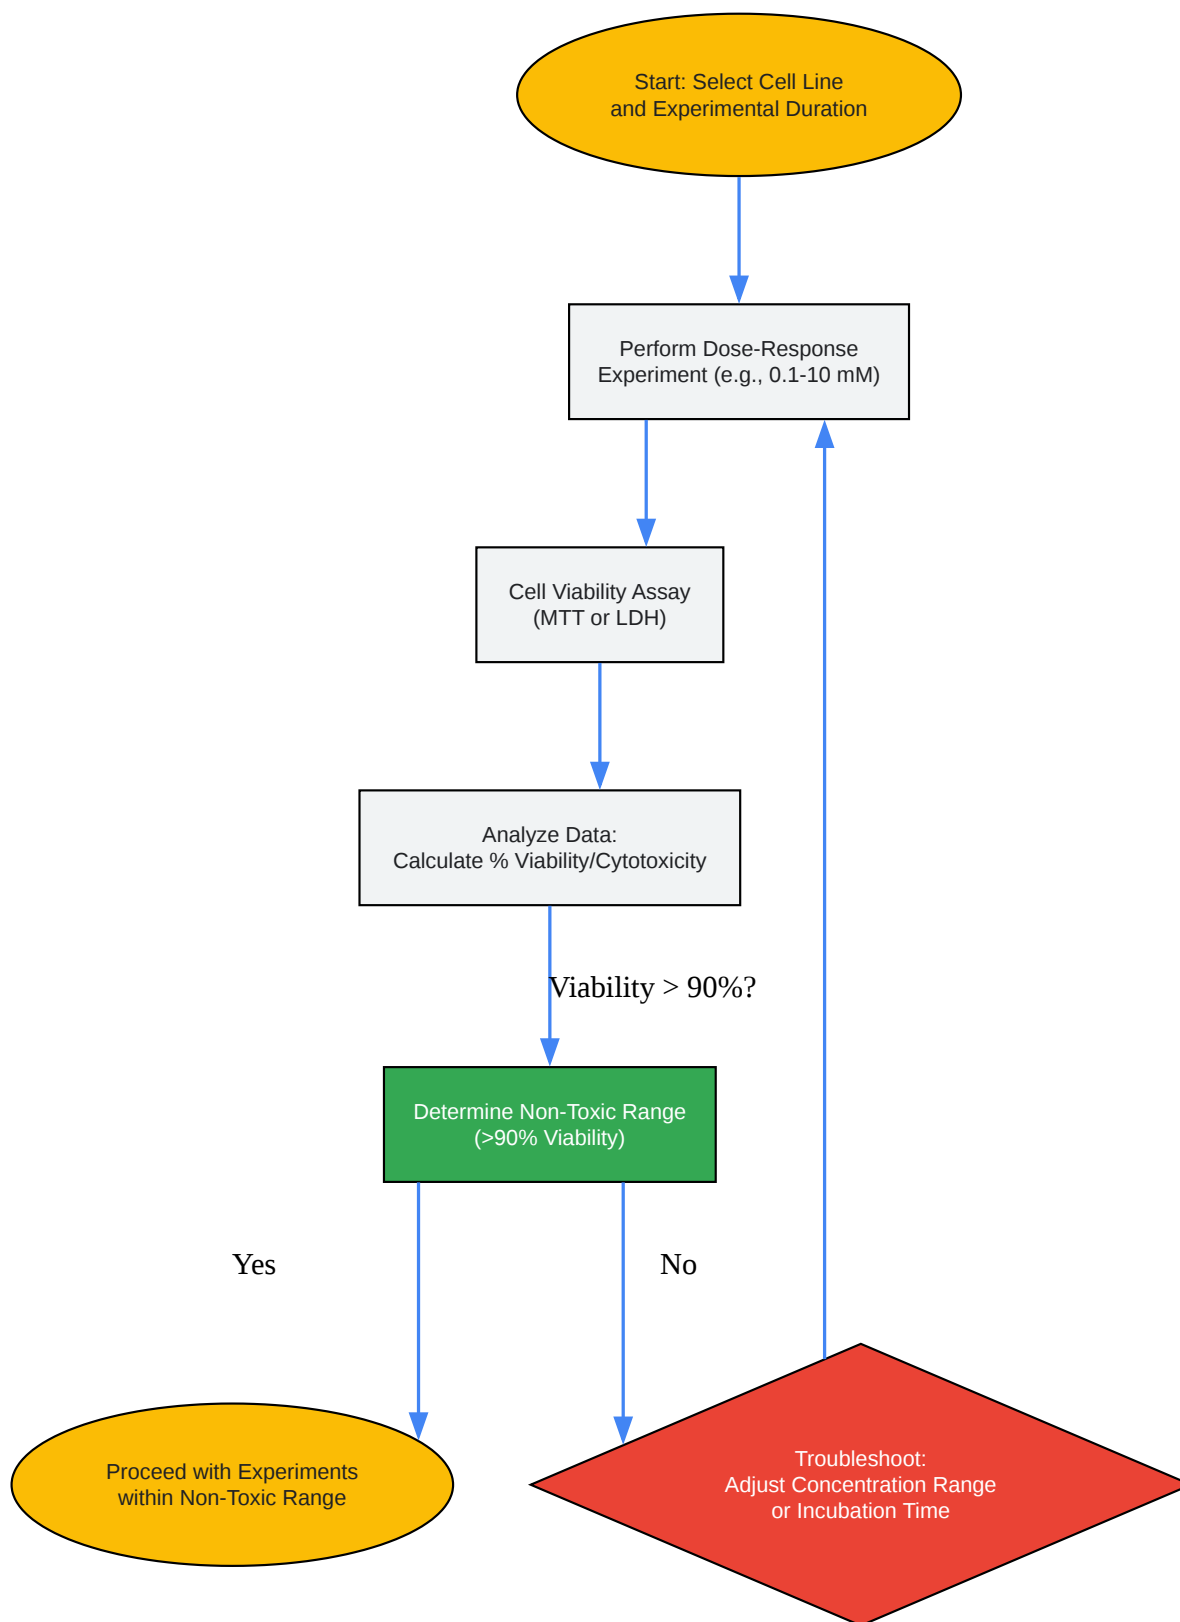 Start: Select Cell Line
and Experimental Duration
Perform Dose-Response
Experiment (e.g., 0.1-10 mM)
Cell Viability Assay
(MTT or LDH)
Analyze Data:
Calculate % Viability/Cytotoxicity
Viability > 90%?
Determine Non-Toxic Range
(>90% Viability)
Yes
No
Proceed with Experiments
within Non-Toxic Range
Troubleshoot:
Adjust Concentration Range
or Incubation Time